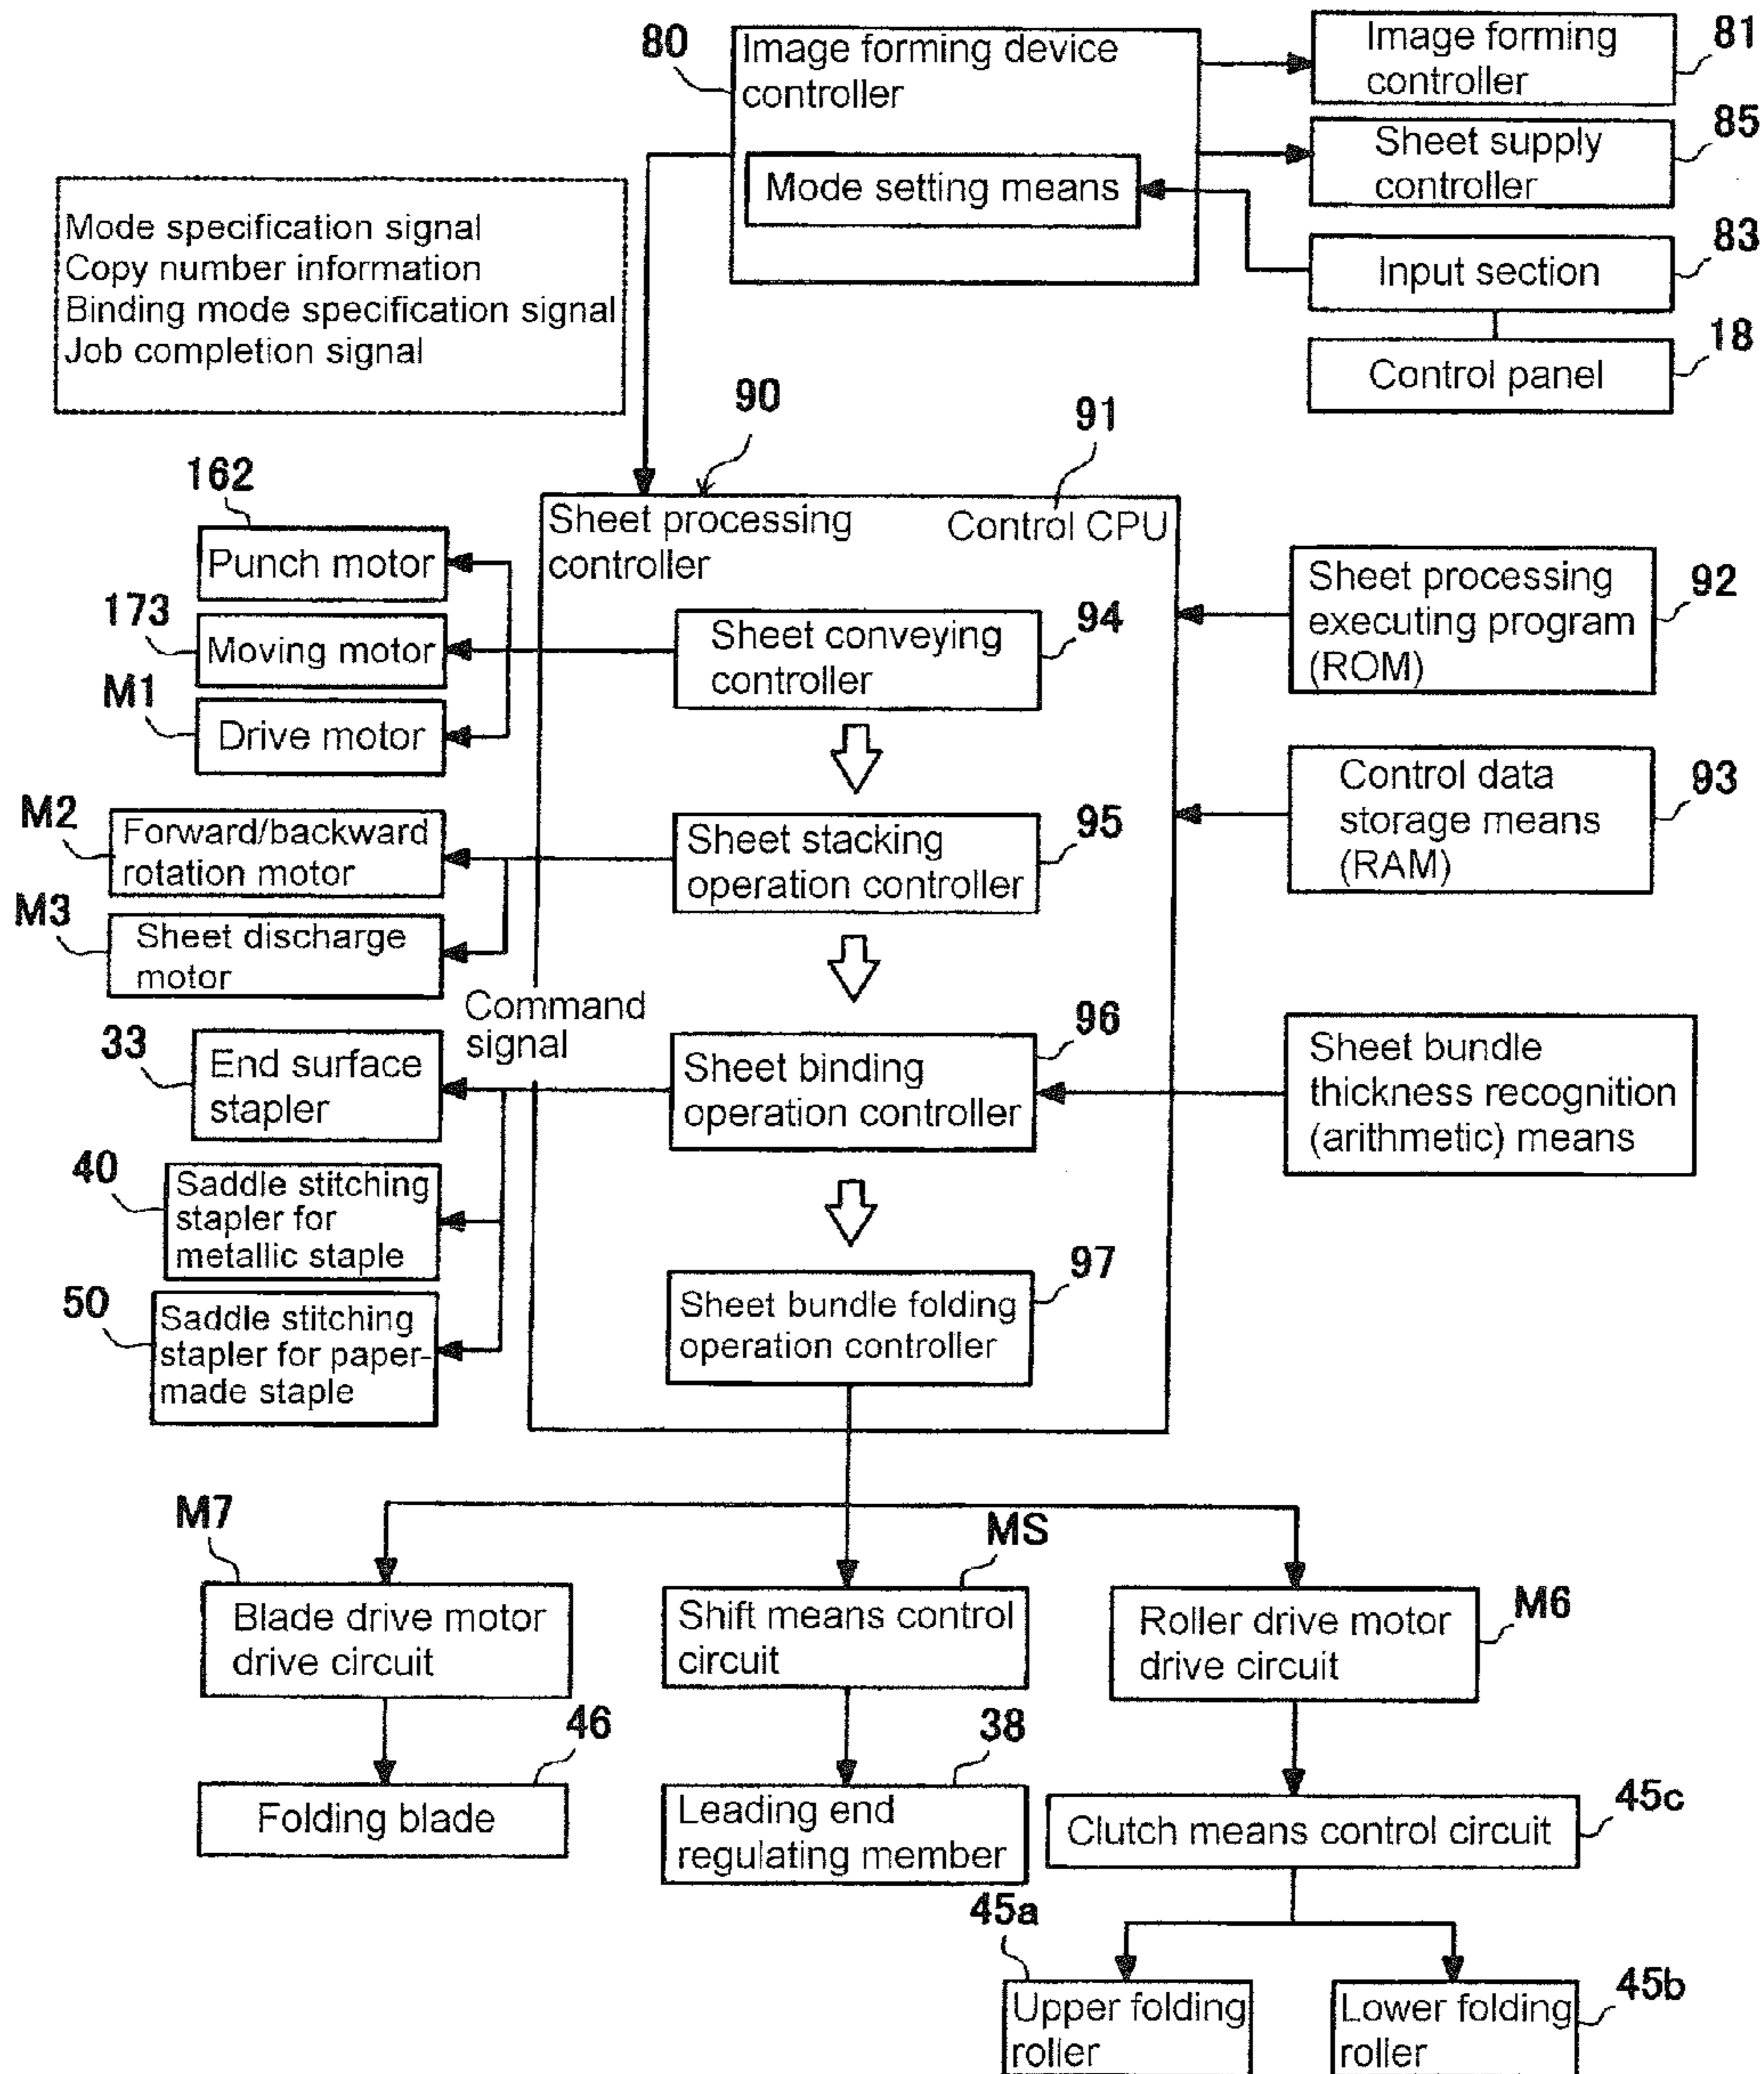 80
Image forming device
controller
Mode setting means
Image forming
controller
81
Sheet supply
controller
85
Input section
83
Control panel
18
Mode specification signal
Copy number information
Binding mode specification signal
Job completion signal
90
91
Sheet processing
controller
Control CPU
162
Punch motor
173
Moving motor
M1
Drive motor
Sheet conveying
controller
94
Sheet processing
executing program
(ROM)
92
M2
Forward/backward
rotation motor
M3
Sheet discharge
motor
Sheet stacking
operation controller
95
Control data
storage means
(RAM)
93
Command
signal
33
End surface
stapler
40
Saddle stitching
stapler for
metallic staple
50
Saddle stitching
stapler for paper-
made staple
Sheet binding
operation controller
96
Sheet bundle
thickness recognition
(arithmetic) means
Sheet bundle folding
operation controller
97
M7
Blade drive motor
drive circuit
MS
Shift means control
circuit
Roller drive motor
drive circuit
M6
46
Folding blade
38
Leading end
regulating member
Clutch means control circuit
45c
45a
Upper folding
roller
Lower folding
roller
45b